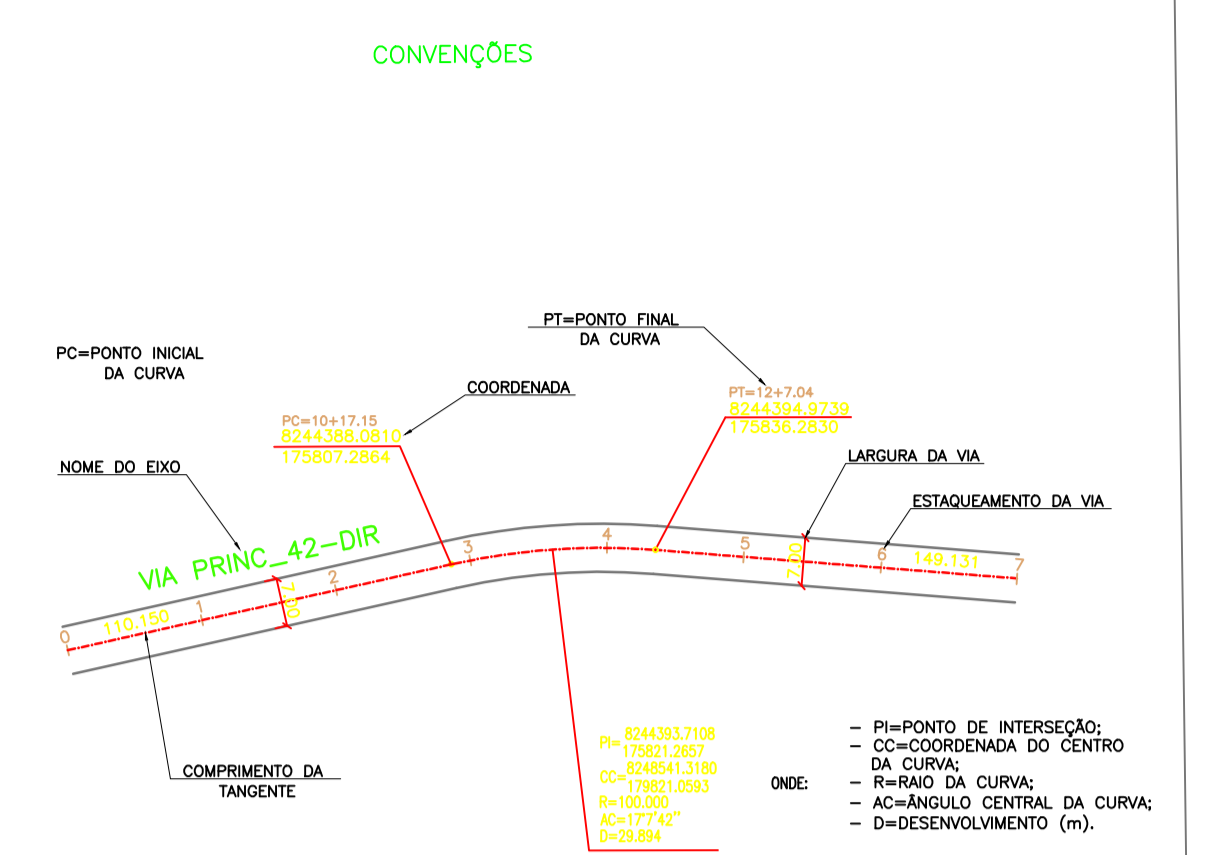 CONVENÇÕES
PT=PONTO FINAL
DA CURVA
PC=PONTO INICIAL
DA CURVA
COORDENADA
PT=12+7.04
8244394.9739
175836.2830
PC=10+17.15
8244388.0810
175807.2864
NOME DO EIXO
LARGURA DA VIA
ESTAQUEAMENTO DA VIA
VIA PRINC_42-DIR
0
1
2
3
4
5
6
7
110.150
7.00
7.00
149.131
COMPRIMENTO DA
TANGENTE
PI= 8244393.7108
175821.2657
CC= 8248541.3180
179821.0593
R=100.000
AC=17°7'42"
D=29.894
ONDE:
– PI=PONTO DE INTERSEÇÃO;
– CC=COORDENADA DO CENTRO
DA CURVA;
– R=RAIO DA CURVA;
– AC=ÂNGULO CENTRAL DA CURVA;
– D=DESENVOLVIMENTO (m).